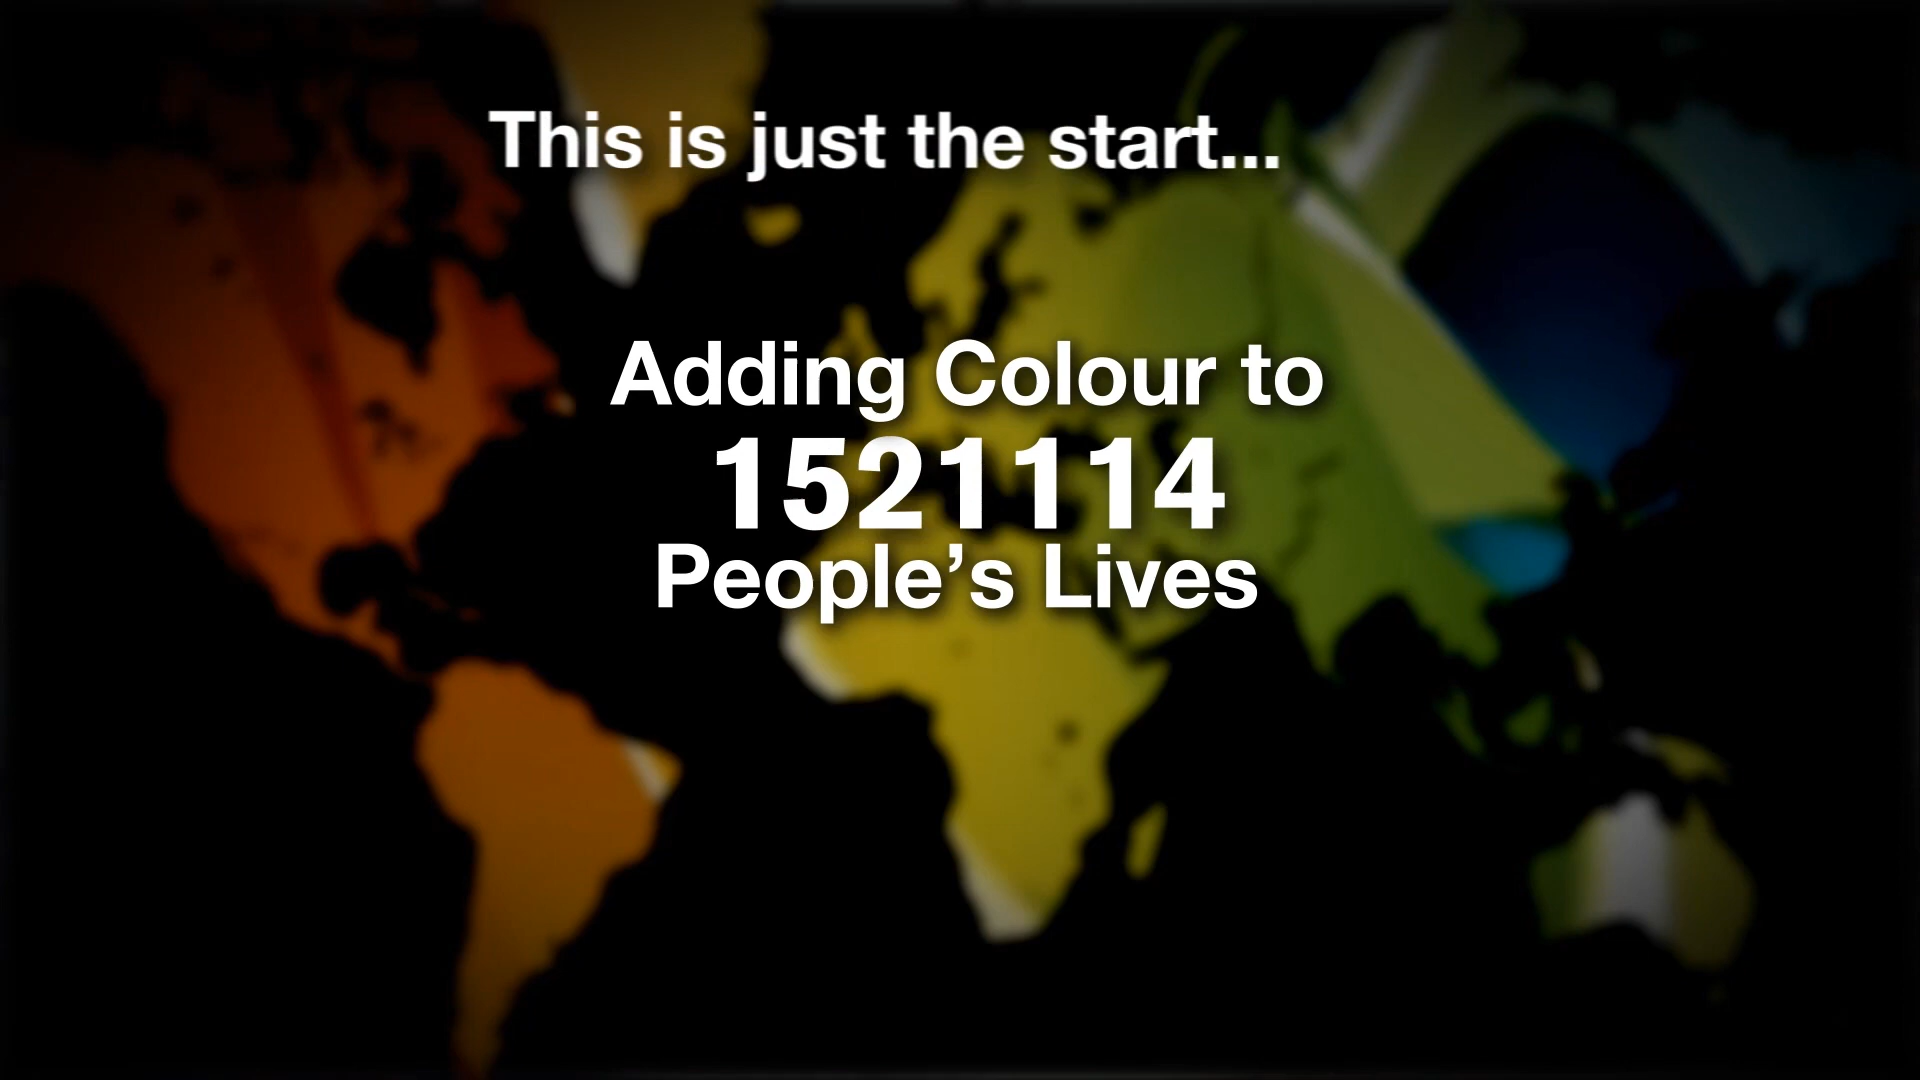 This is just the start...
Adding Colour to
1521114
People’s Lives